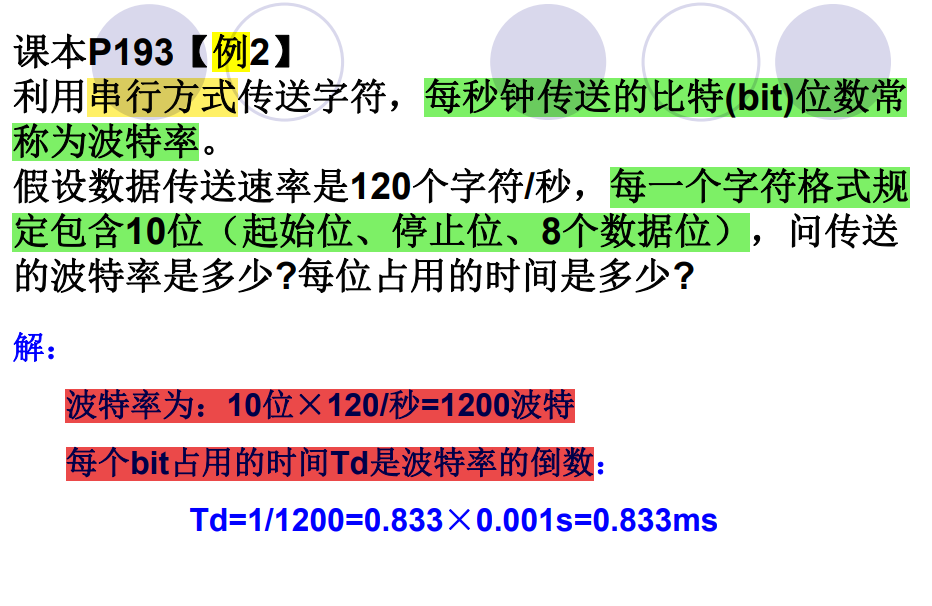 课本P193【例2】
利用串行方式传送字符，每秒钟传送的比特(bit)位数常
称为波特率。
假设数据传送速率是120个字符/秒，每一个字符格式规
定包含10位（起始位、停止位、8个数据位），问传送
的波特率是多少?每位占用的时间是多少?
解：
波特率为：10位×120/秒=1200波特
每个bit占用的时间Td是波特率的倒数：
Td=1/1200=0.833×0.001s=0.833ms